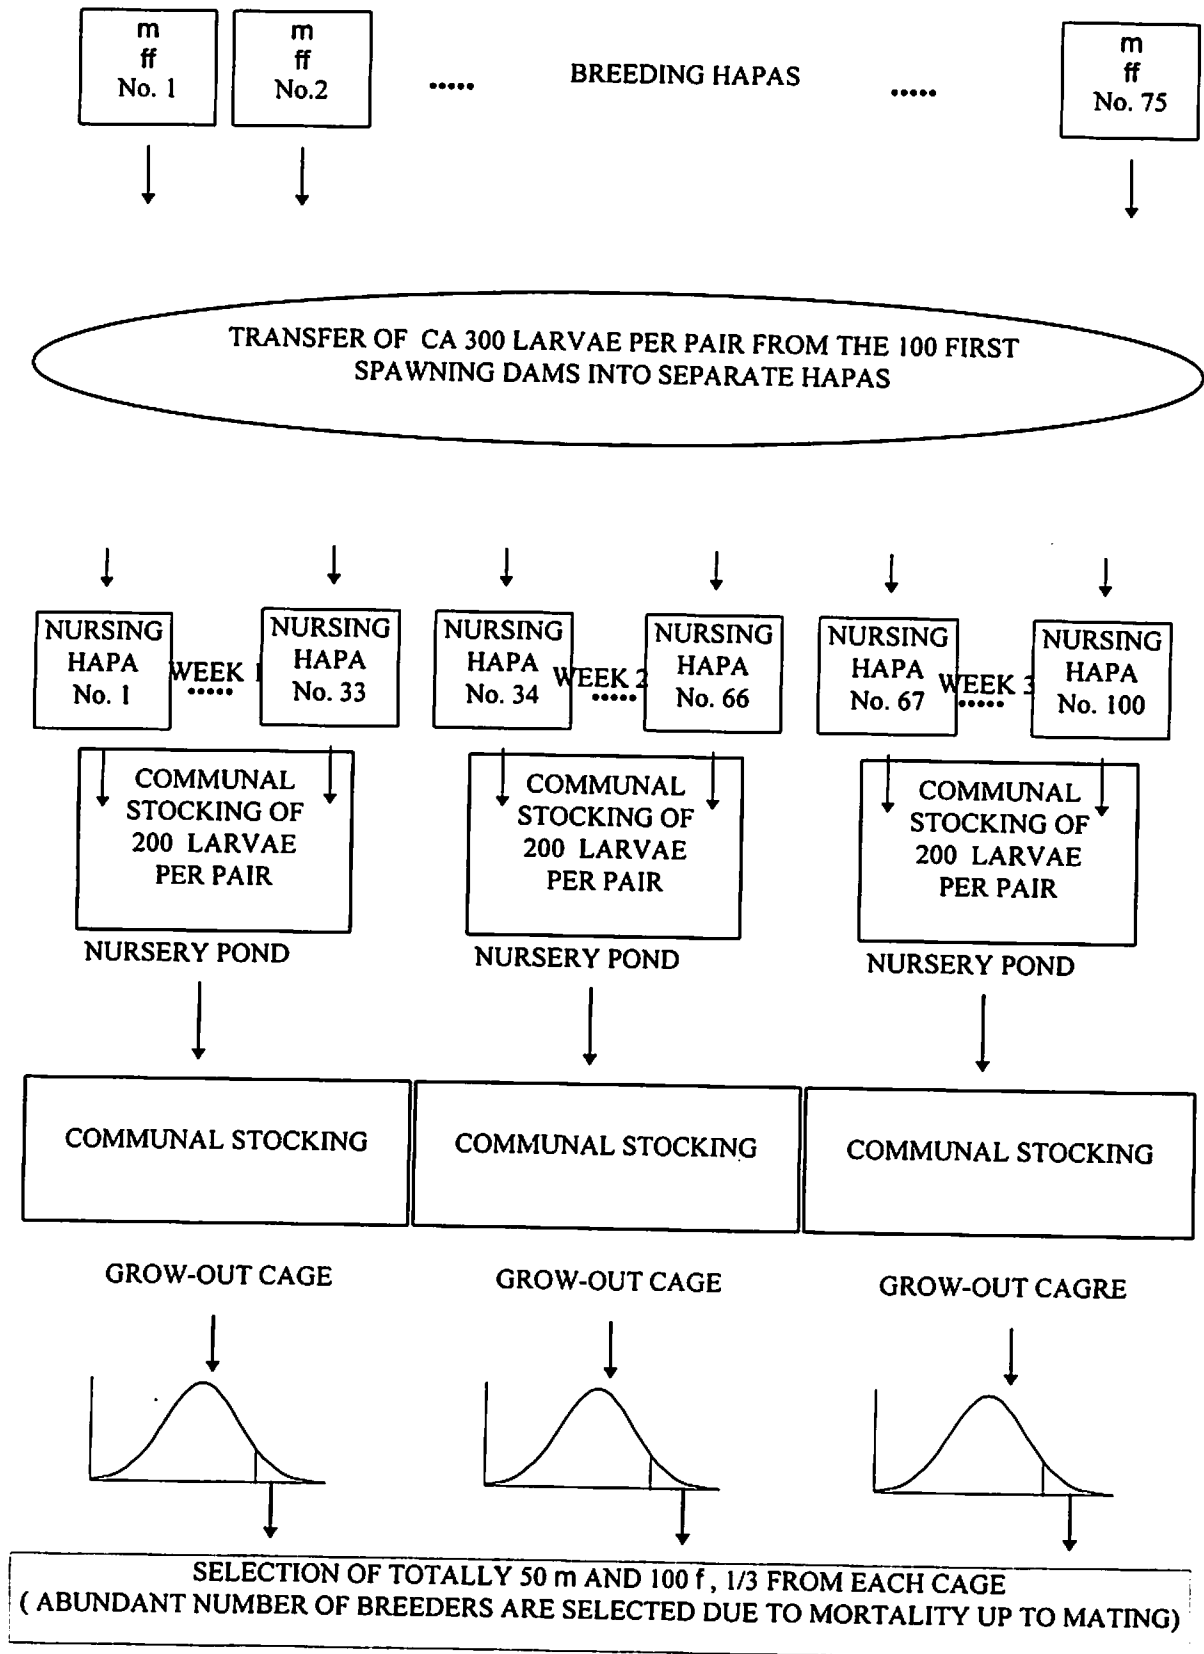 m
ff
No. 1
m
ff
No.2
.....
BREEDING HAPAS
.....
m
ff
No. 75
TRANSFER OF CA 300 LARVAE PER PAIR FROM THE 100 FIRST
SPAWNING DAMS INTO SEPARATE HAPAS
NURSING
HAPA
No. 1
WEEK 1
.....
NURSING
HAPA
No. 33
NURSING
HAPA
No. 34
WEEK 2
.....
NURSING
HAPA
No. 66
NURSING
HAPA
No. 67
WEEK 3
.....
NURSING
HAPA
No. 100
COMMUNAL
STOCKING OF
200 LARVAE
PER PAIR
COMMUNAL
STOCKING OF
200 LARVAE
PER PAIR
COMMUNAL
STOCKING OF
200 LARVAE
PER PAIR
NURSERY POND
NURSERY POND
NURSERY POND
COMMUNAL STOCKING
COMMUNAL STOCKING
COMMUNAL STOCKING
GROW-OUT CAGE
GROW-OUT CAGE
GROW-OUT CAGRE
SELECTION OF TOTALLY 50 m AND 100 f , 1/3 FROM EACH CAGE
( ABUNDANT NUMBER OF BREEDERS ARE SELECTED DUE TO MORTALITY UP TO MATING)